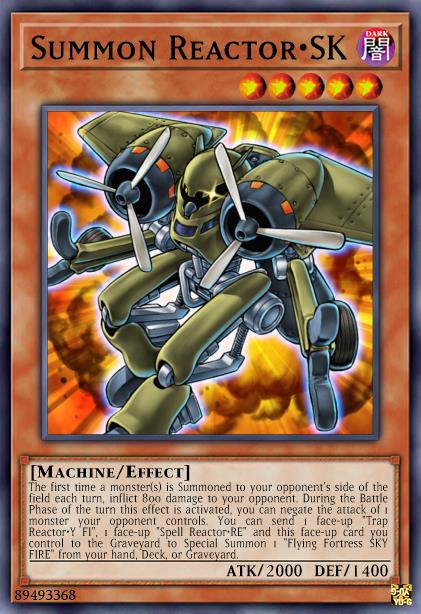 Summon Reactor•SK
DARK
闇
[Machine/Effect]
The first time a monster(s) is Summoned to your opponent's side of the
field each turn, inflict 800 damage to your opponent. During the Battle
Phase of the turn this effect is activated, you can negate the attack of 1
monster your opponent controls. You can send 1 face-up "Trap
Reactor•Y FI", 1 face-up "Spell Reactor•RE" and this face-up card you
control to the Graveyard to Special Summon 1 "Flying Fortress SKY
FIRE" from your hand, Deck, or Graveyard.
ATK/2000 DEF/1400
89493368